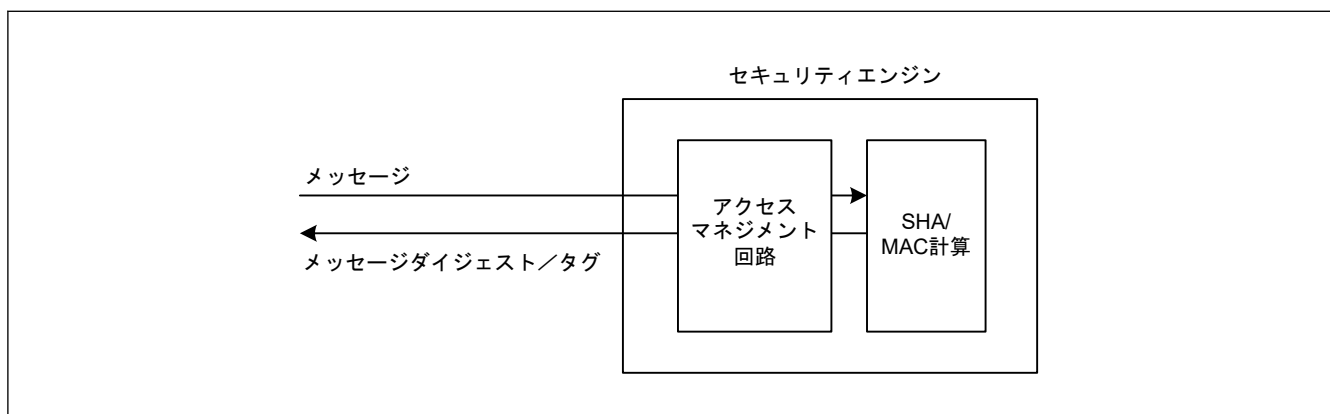 セキュリティエンジン
メッセージ
メッセージダイジェスト／タグ
アクセス
マネジメント
回路
SHA/
MAC計算